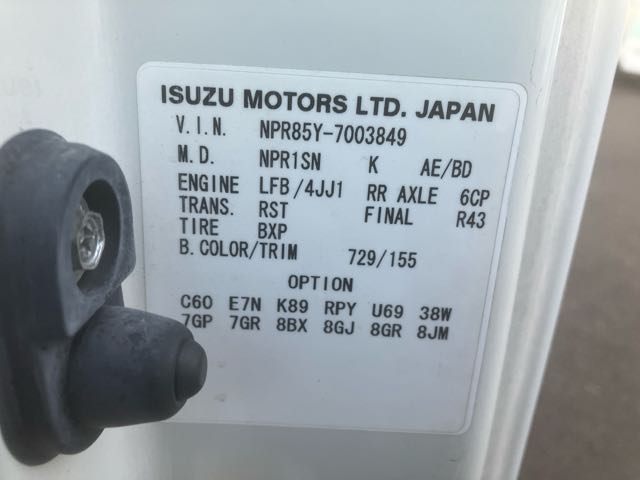 ISUZU MOTORS LTD. JAPAN
V.I.N. NPR85Y-7003849
M.D. NPR1SN K AE/BD
ENGINE LFB/4JJ1 RR AXLE 6CP
TRANS. RST FINAL R43
TIRE BXP
B.COLOR/TRIM 729/155
OPTION
C60 E7N K89 RPY U69 38W
7GP 7GR 8BX 8GJ 8GR 8JM